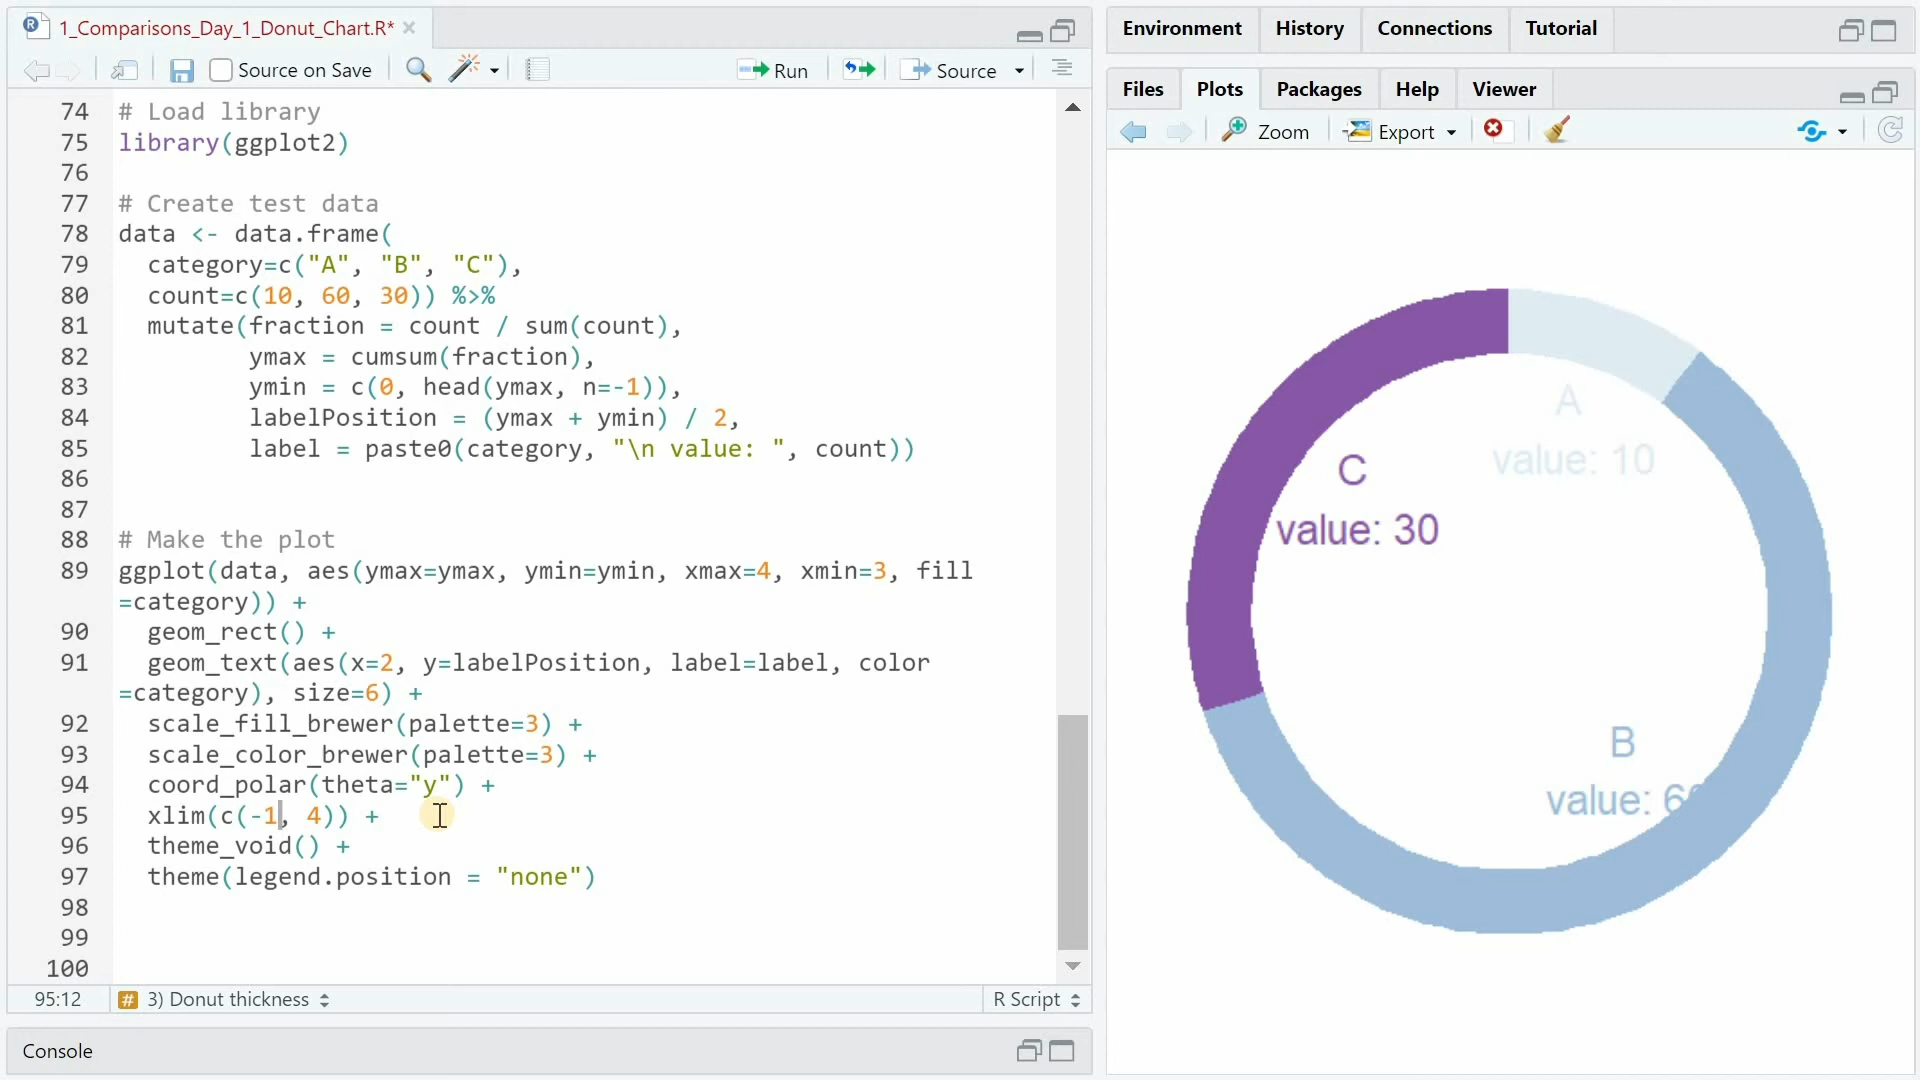 1_Comparisons_Day_1_Donut_Chart.R*
Source on Save
Run
Source
74 # Load library
75 library(ggplot2)
76
77 # Create test data
78 data <- data.frame(
79 category=c("A", "B", "C"),
80 count=c(10, 60, 30)) %>%
81 mutate(fraction = count / sum(count),
82 ymax = cumsum(fraction),
83 ymin = c(0, head(ymax, n=-1)),
84 labelPosition = (ymax + ymin) / 2,
85 label = paste0(category, "\n value: ", count))
86
87
88 # Make the plot
89 ggplot(data, aes(ymax=ymax, ymin=ymin, xmax=4, xmin=3, fill
=category)) +
90 geom_rect() +
91 geom_text(aes(x=2, y=labelPosition, label=label, color
=category), size=6) +
92 scale_fill_brewer(palette=3) +
93 scale_color_brewer(palette=3) +
94 coord_polar(theta="y") +
95 xlim(c(-1, 4)) +
96 theme_void() +
97 theme(legend.position = "none")
98
99
100
95:12
# 3) Donut thickness
R Script
Console
Environment
History
Connections
Tutorial
Files
Plots
Packages
Help
Viewer
Zoom
Export
A
value: 10
C
value: 30
B
value: